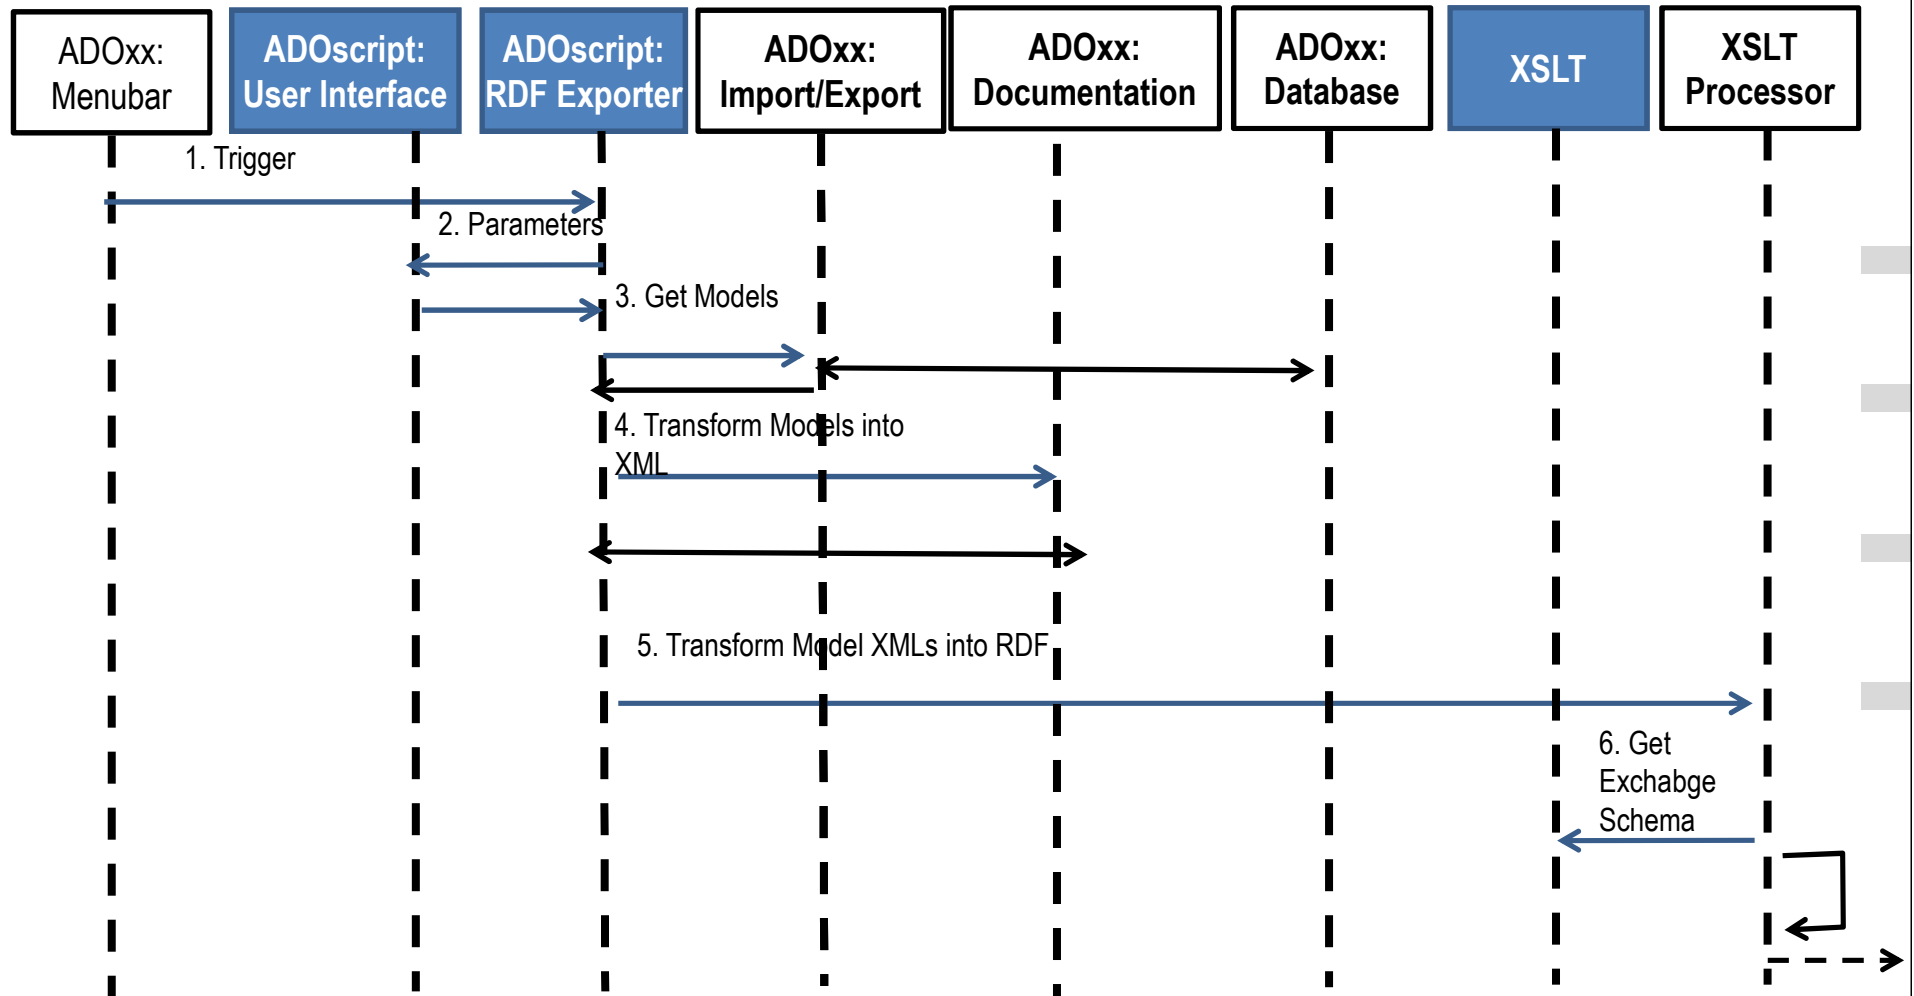 ADOxx:
Menubar
ADOscript:
User Interface
ADOscript:
RDF Exporter
ADOxx:
Import/Export
ADOxx:
Documentation
ADOxx:
Database
XSLT
XSLT
Processor
1. Trigger
2. Parameters
3. Get Models
4. Transform Models into
XML
5. Transform Model XMLs into RDF
6. Get
Exchabge
Schema